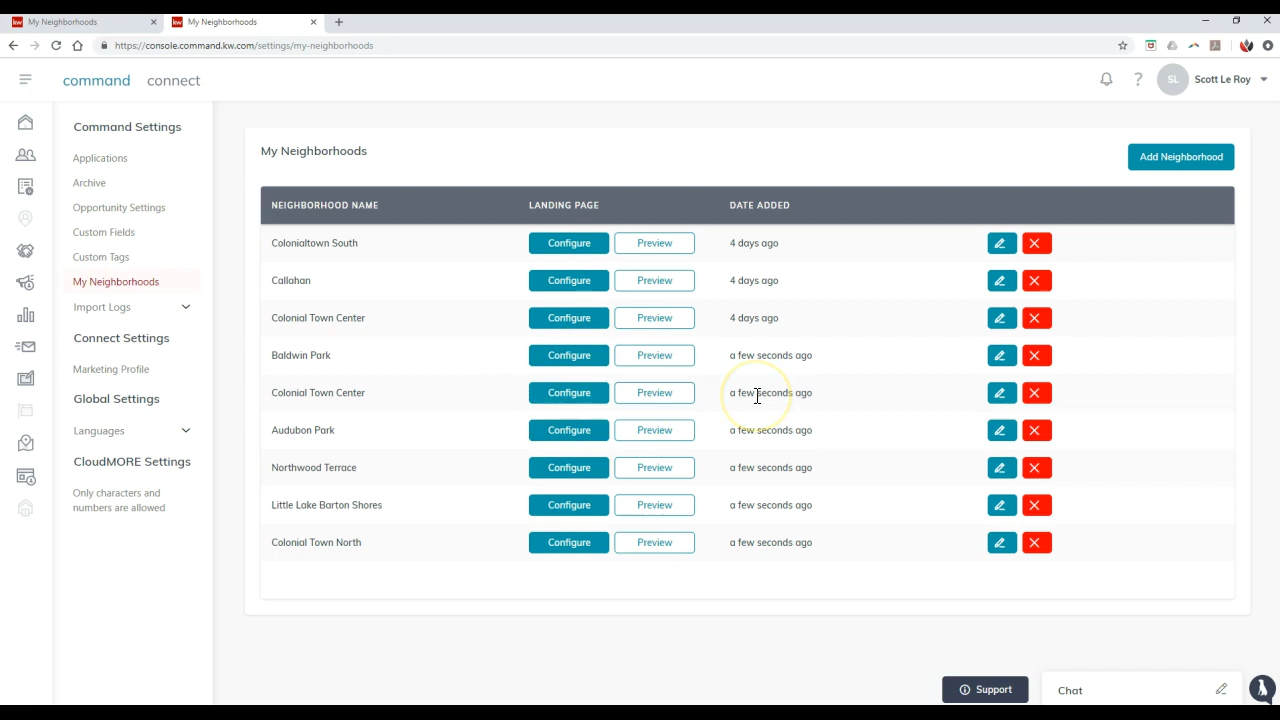 My Neighborhoods
My Neighborhoods
https://console.command.kw.com/settings/my-neighborhoods
command connect
SL Scott Le Roy
Command Settings
Applications
Archive
Opportunity Settings
Custom Fields
Custom Tags
My Neighborhoods
Import Logs
Connect Settings
Marketing Profile
Global Settings
Languages
CloudMORE Settings
Only characters and
numbers are allowed
My Neighborhoods
Add Neighborhood
NEIGHBORHOOD NAME LANDING PAGE DATE ADDED
Colonialtown South Configure Preview 4 days ago
Callahan Configure Preview 4 days ago
Colonial Town Center Configure Preview 4 days ago
Baldwin Park Configure Preview a few seconds ago
Colonial Town Center Configure Preview a few seconds ago
Audubon Park Configure Preview a few seconds ago
Northwood Terrace Configure Preview a few seconds ago
Little Lake Barton Shores Configure Preview a few seconds ago
Colonial Town North Configure Preview a few seconds ago
Support
Chat